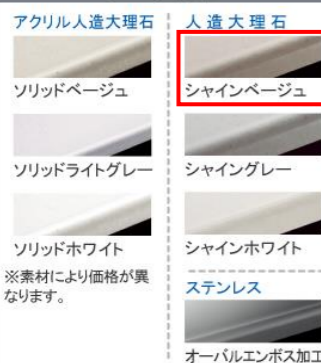 アクリル人造大理石
ソリッドベージュ
ソリッドライトグレー
ソリッドホワイト
※素材により価格が異
なります。
人造大理石
シャインベージュ
シャイングレー
シャインホワイト
ステンレス
オーバルエンボス加工